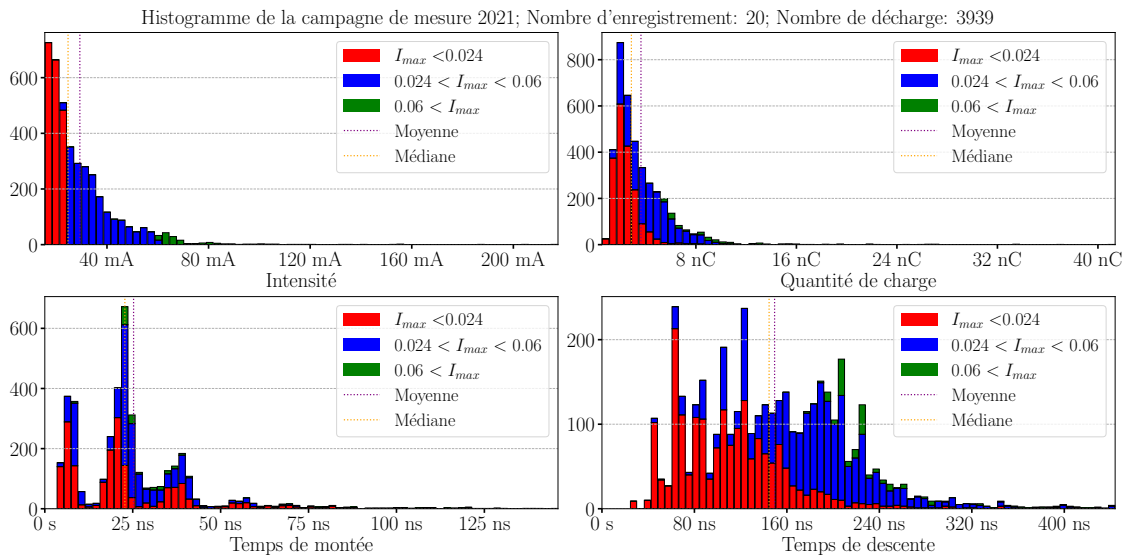 Histogramme de la campagne de mesure 2021; Nombre d'enregistrement: 20; Nombre de décharge: 3939
600
400
200
0
40 mA
80 mA
120 mA
160 mA
200 mA
Intensité
I_max <0.024
0.024 < I_max < 0.06
0.06 < I_max
Moyenne
Médiane
800
600
400
200
0
8 nC
16 nC
24 nC
32 nC
40 nC
Quantité de charge
I_max <0.024
0.024 < I_max < 0.06
0.06 < I_max
Moyenne
Médiane
600
400
200
0
0 s
25 ns
50 ns
75 ns
100 ns
125 ns
Temps de montée
I_max <0.024
0.024 < I_max < 0.06
0.06 < I_max
Moyenne
Médiane
200
100
0
0 s
80 ns
160 ns
240 ns
320 ns
400 ns
Temps de descente
I_max <0.024
0.024 < I_max < 0.06
0.06 < I_max
Moyenne
Médiane